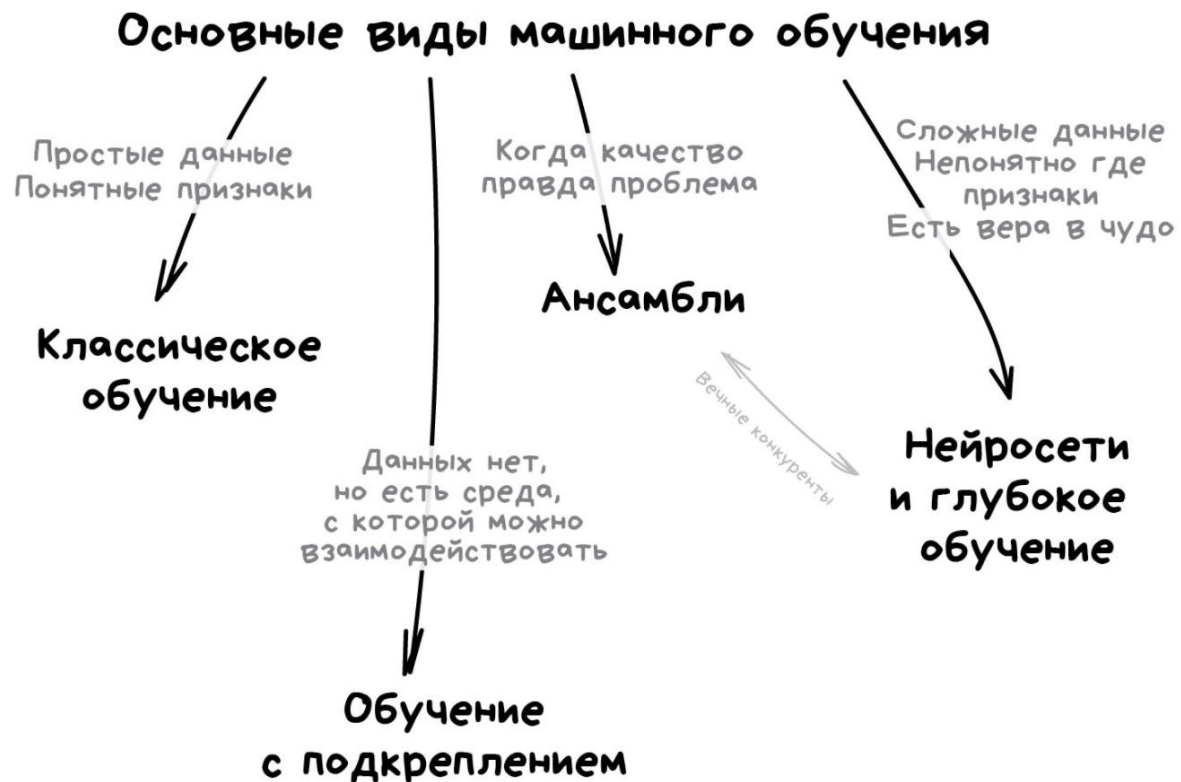 Основные виды машинного обучения
Простые данные
Понятные признаки
Классическое
обучение
Данных нет,
но есть среда,
с которой можно
взаимодействовать
Обучение
с подкреплением
Когда качество
правда проблема
Ансамбли
Вечные конкуренты
Сложные данные
Непонятно где
признаки
Есть вера в чудо
Нейросети
и глубокое
обучение